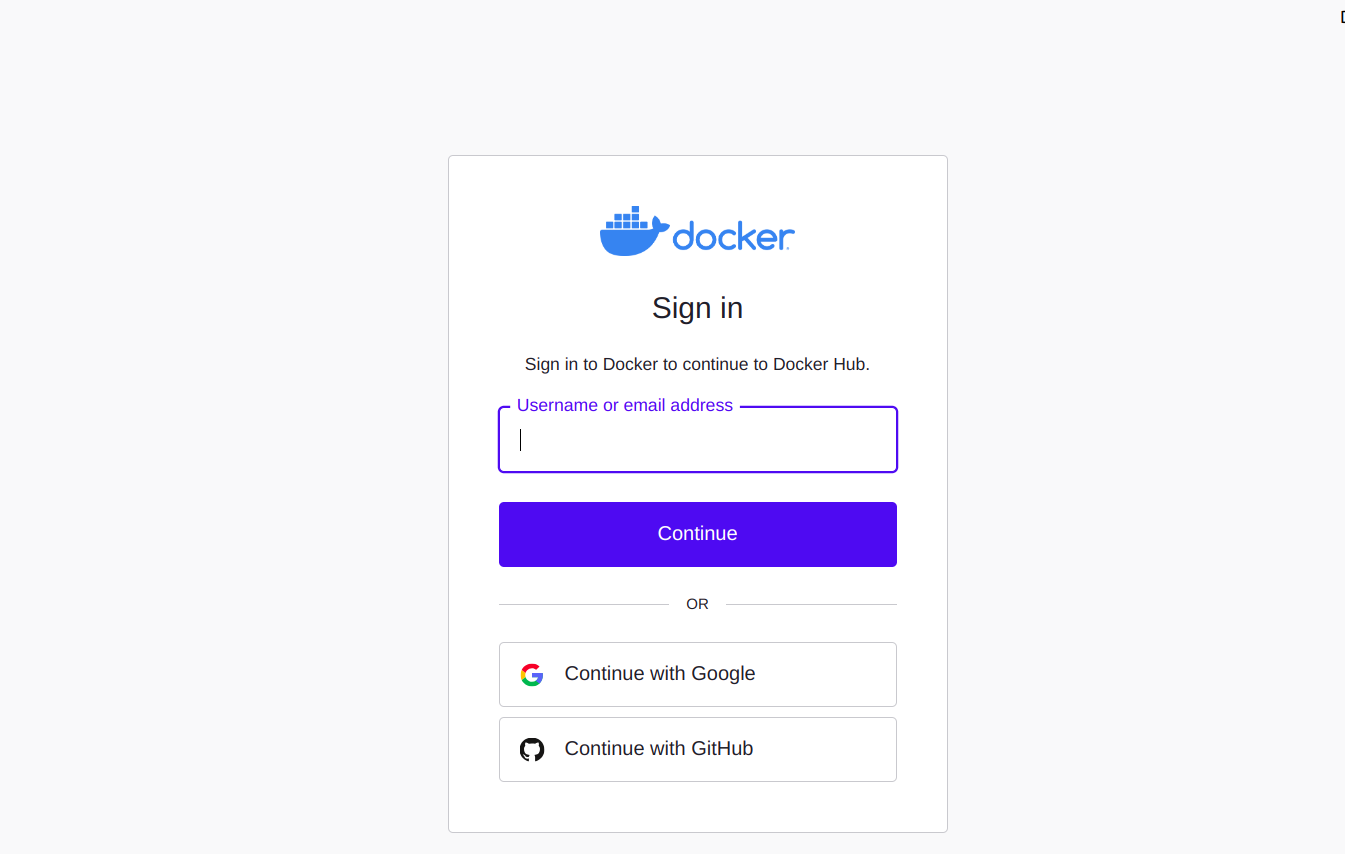 docker
Sign in
Sign in to Docker to continue to Docker Hub.
Username or email address
Continue
OR
Continue with Google
Continue with GitHub